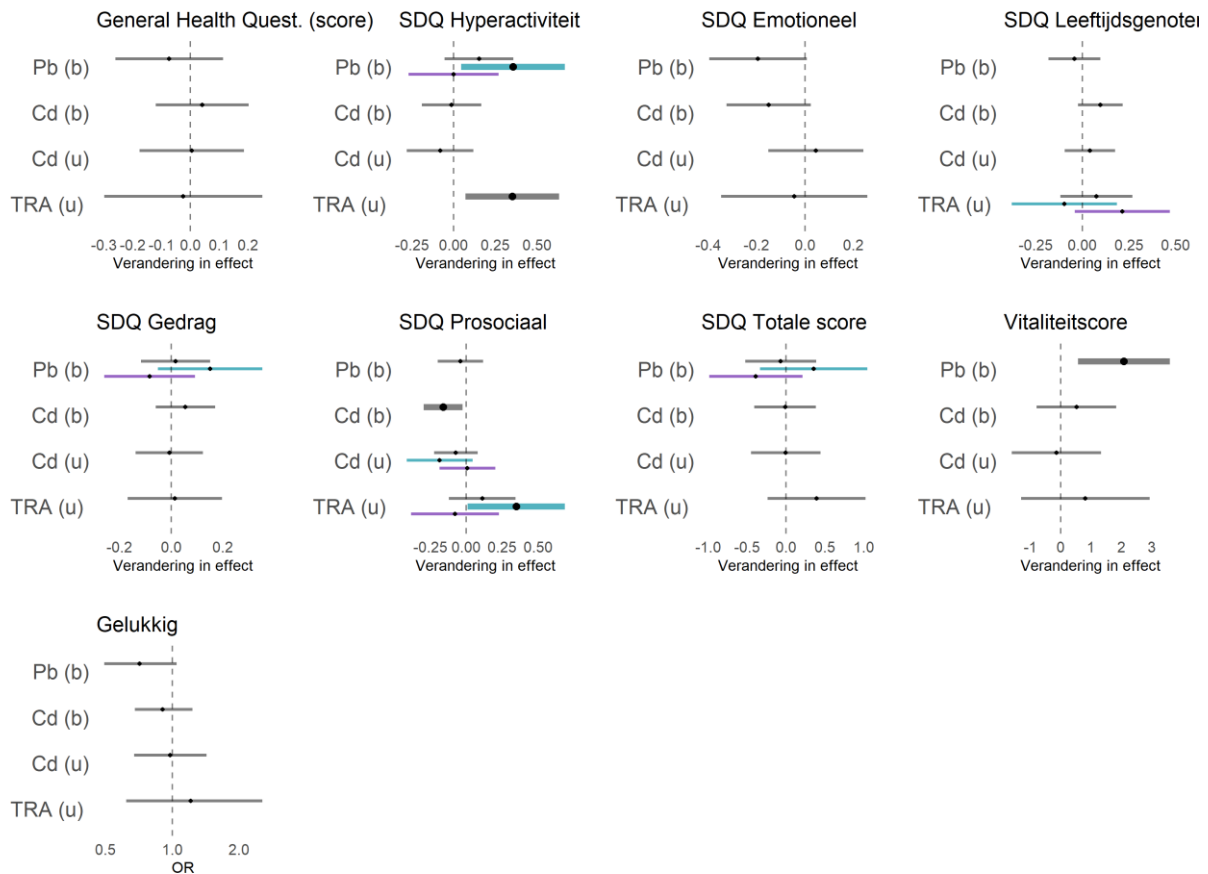 General Health Quest. (score)
Pb (b)
Cd (b)
Cd (u)
TRA (u)
-0.3 -0.2 -0.1 0.0 0.1 0.2
Verandering in effect
SDQ Hyperactiviteit
Pb (b)
Cd (b)
Cd (u)
TRA (u)
-0.25 0.00 0.25 0.50
Verandering in effect
SDQ Emotioneel
Pb (b)
Cd (b)
Cd (u)
TRA (u)
-0.4 -0.2 0.0 0.2
Verandering in effect
SDQ Leeftijdsgenoten
Pb (b)
Cd (b)
Cd (u)
TRA (u)
-0.25 0.00 0.25 0.50
Verandering in effect
SDQ Gedrag
Pb (b)
Cd (b)
Cd (u)
TRA (u)
-0.2 0.0 0.2
Verandering in effect
SDQ Prosociaal
Pb (b)
Cd (b)
Cd (u)
TRA (u)
-0.25 0.00 0.25 0.50
Verandering in effect
SDQ Totale score
Pb (b)
Cd (b)
Cd (u)
TRA (u)
-1.0 -0.5 0.0 0.5 1.0
Verandering in effect
Vitaliteitscore
Pb (b)
Cd (b)
Cd (u)
TRA (u)
-1 0 1 2 3
Verandering in effect
Gelukkig
Pb (b)
Cd (b)
Cd (u)
TRA (u)
0.5 1.0 2.0
OR